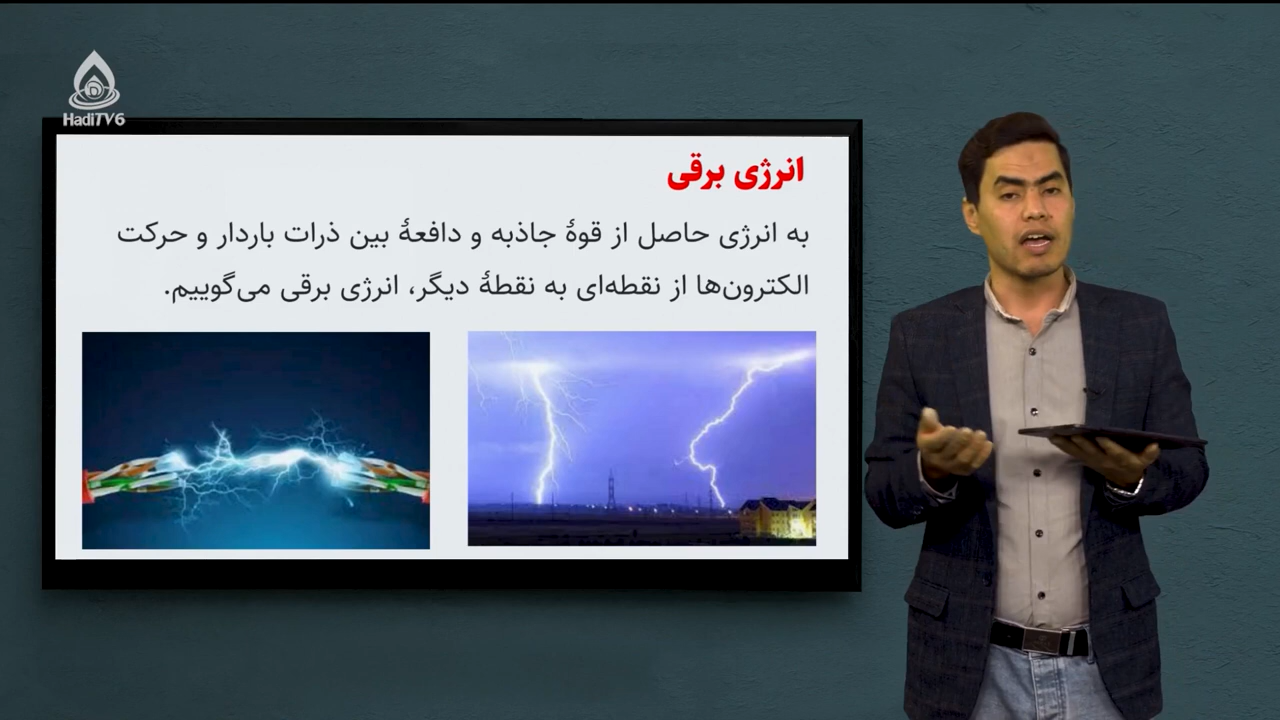 HadiTV6
انرژی برقی
به انرژی حاصل از قوهٔ جاذبه و دافعهٔ بین ذرات باردار و حرکت
الکترون‌ها از نقطه‌ای به نقطهٔ دیگر، انرژی برقی می‌گوییم.